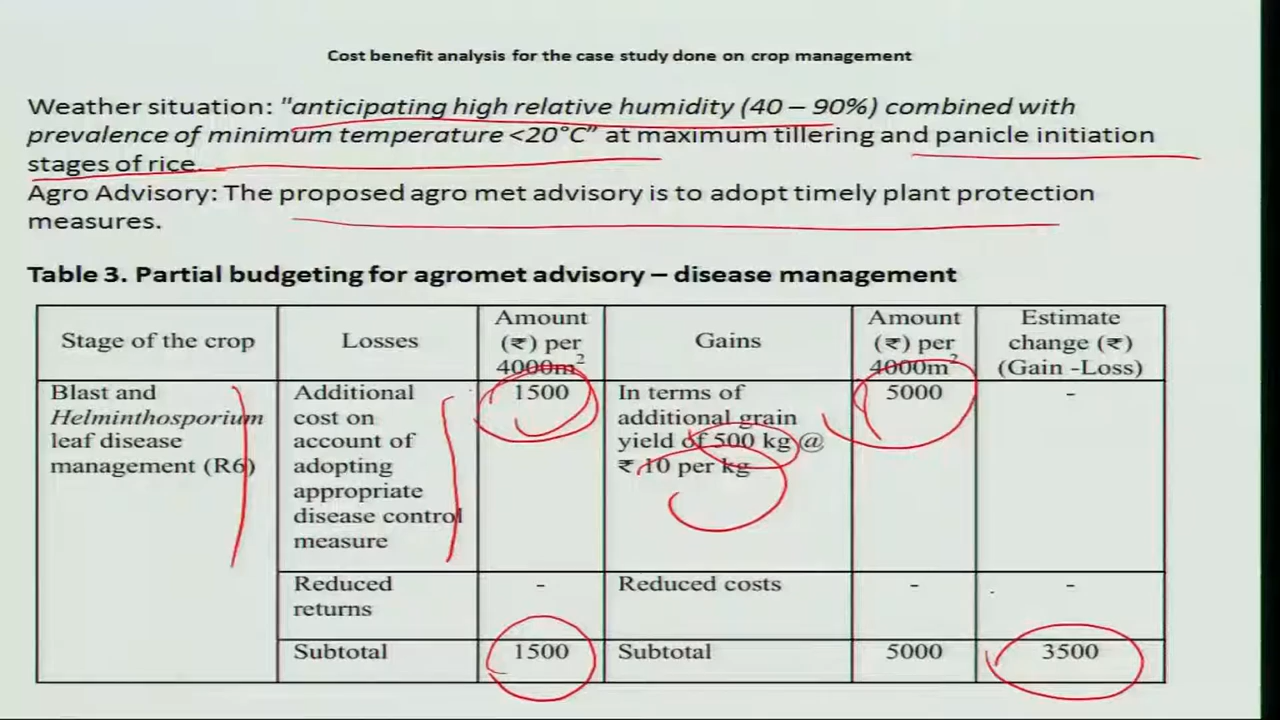 Cost benefit analysis for the case study done on crop management
Weather situation: "anticipating high relative humidity (40 – 90%) combined with
prevalence of minimum temperature <20°C" at maximum tillering and panicle initiation
stages of rice.
Agro Advisory: The proposed agro met advisory is to adopt timely plant protection
measures.
Table 3. Partial budgeting for agromet advisory – disease management
Stage of the crop
Losses
Amount
(₹) per
4000m²
Gains
Amount
(₹) per
4000m²
Estimate
change (₹)
(Gain -Loss)
Blast and
Helminthosporium
leaf disease
management (R6)
Additional
cost on
account of
adopting
appropriate
disease control
measure
1500
In terms of
additional grain
yield of 500 kg @
₹ 10 per kg
5000
-
Reduced
returns
-
Reduced costs
-
-
Subtotal
1500
Subtotal
5000
3500